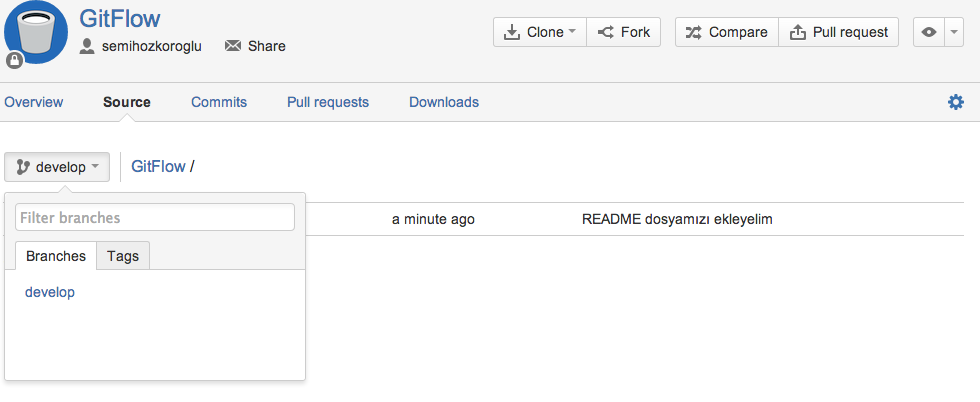 GitFlow
semihozkoroglu Share
Clone Fork Compare Pull request
Overview Source Commits Pull requests Downloads
develop GitFlow /
a minute ago README dosyamızı ekleyelim
Filter branches
Branches Tags
develop